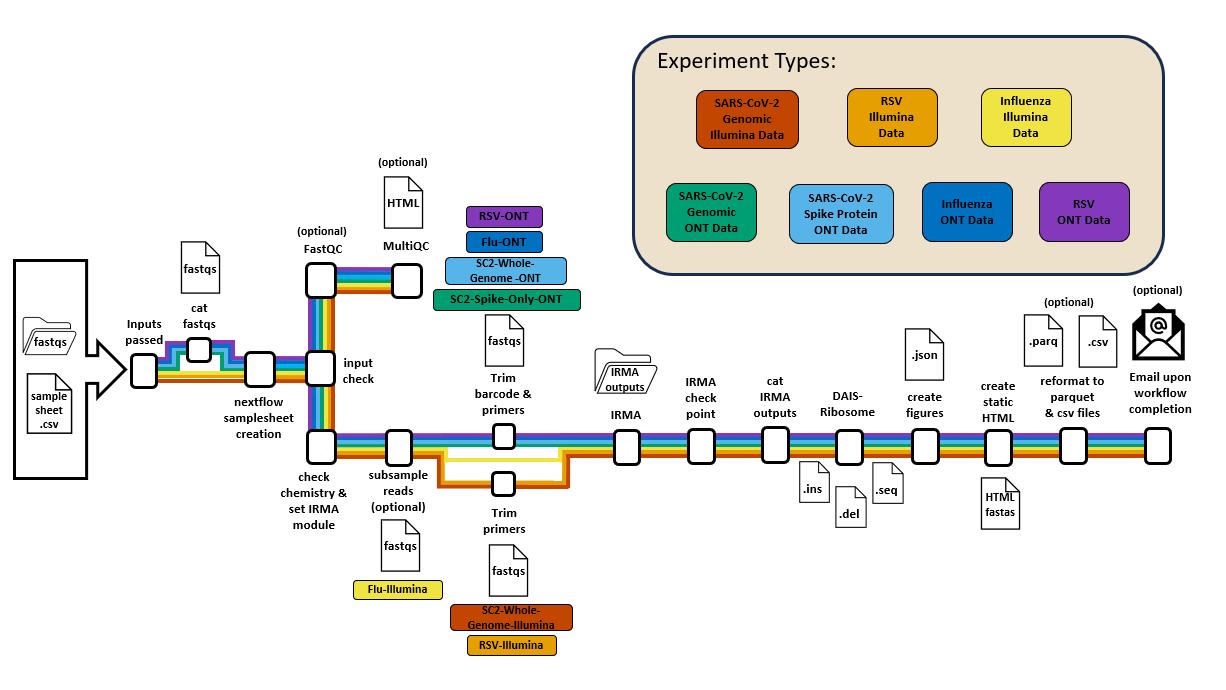 Experiment Types:
SARS-CoV-2
Genomic
Illumina Data
RSV
Illumina
Data
Influenza
Illumina
Data
SARS-CoV-2
Genomic
ONT Data
SARS-CoV-2
Spike Protein
ONT Data
Influenza
ONT Data
RSV
ONT Data
fastqs
sample
sheet
.csv
Inputs
passed
fastqs
cat
fastqs
nextflow
samplesheet
creation
(optional)
FastQC
(optional)
HTML
MultiQC
input
check
check
chemistry &
set IRMA
module
subsample
reads
(optional)
fastqs
Flu-Illumina
RSV-ONT
Flu-ONT
SC2-Whole-
Genome -ONT
SC2-Spike-Only-ONT
fastqs
Trim
barcode &
primers
Trim
primers
fastqs
SC2-Whole-
Genome-Illumina
RSV-Illumina
IRMA
outputs
IRMA
IRMA
check
point
cat
IRMA
outputs
DAIS-
Ribosome
.ins
.del
.seq
.json
create
figures
create
static
HTML
HTML
fastas
(optional)
.parq
.csv
reformat to
parquet
& csv files
(optional)
@
Email upon
workflow
completion